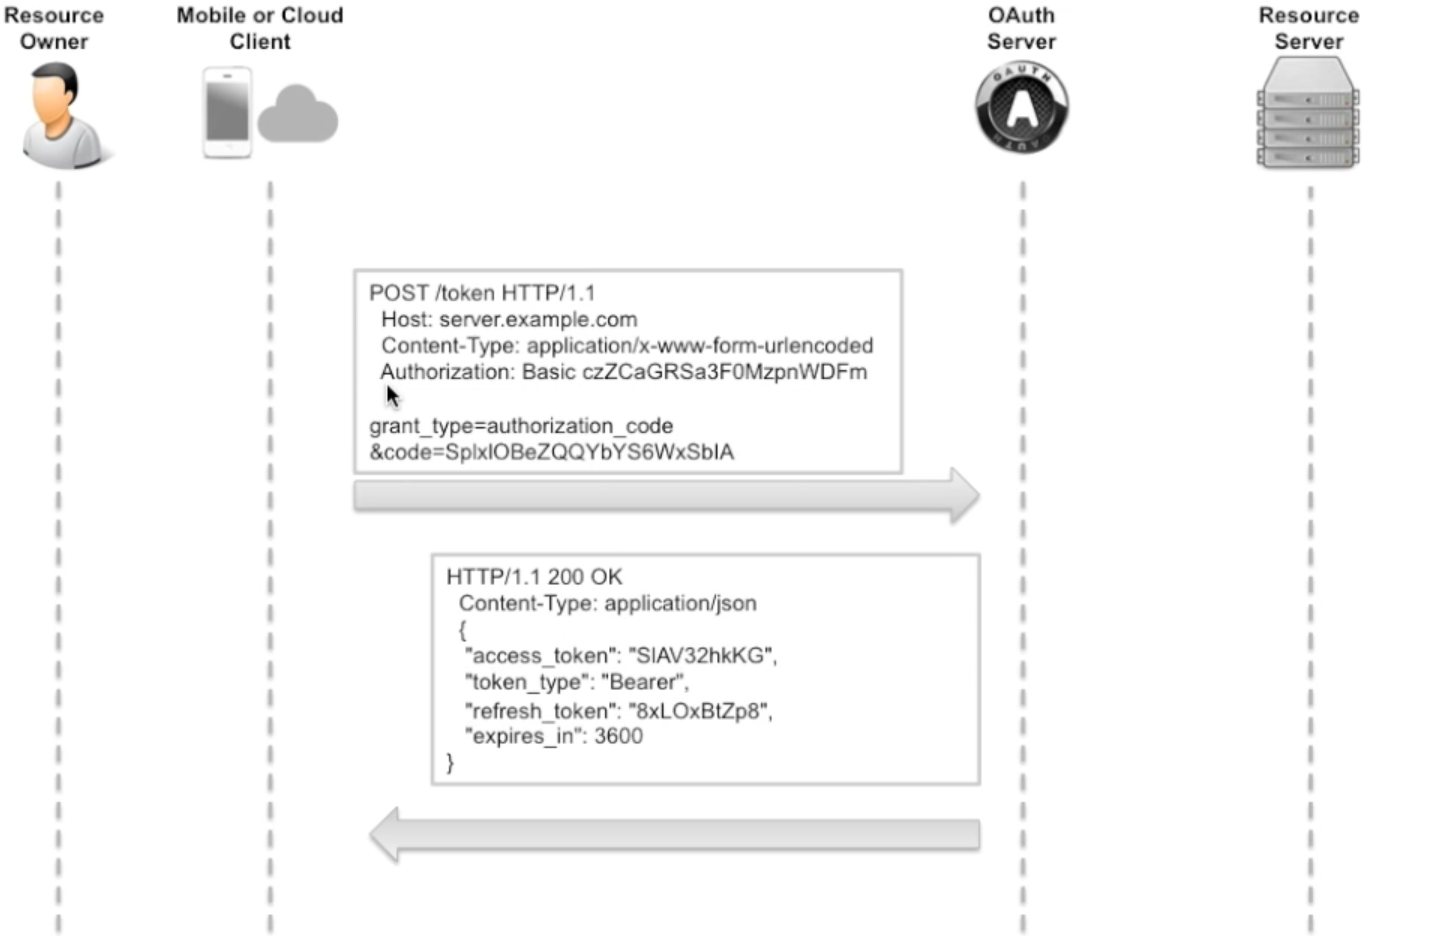 Resource
Owner
Mobile or Cloud
Client
OAuth
Server
Resource
Server
OAUTH
A
AUTH
POST /token HTTP/1.1
Host: server.example.com
Content-Type: application/x-www-form-urlencoded
Authorization: Basic czZCaGRSa3F0MzpnWDFm
grant_type=authorization_code
&code=SplxlOBeZQQYbYS6WxSbIA
HTTP/1.1 200 OK
Content-Type: application/json
{
"access_token": "SlAV32hkKG",
"token_type": "Bearer",
"refresh_token": "8xLOxBtZp8",
"expires_in": 3600
}